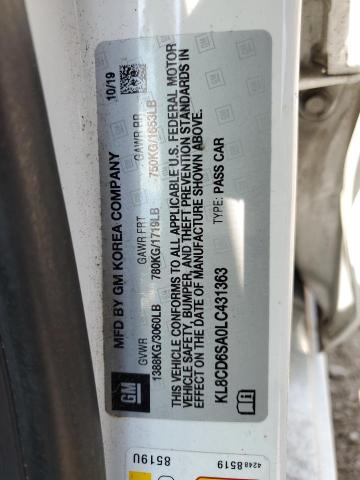 GM
MFD BY GM KOREA COMPANY
10/19
GVWR GAWR FRT GAWR RR
1388KG/3060LB 780KG/1719LB 750KG/1653LB
THIS VEHICLE CONFORMS TO ALL APPLICABLE U.S. FEDERAL MOTOR
VEHICLE SAFETY, BUMPER, AND THEFT PREVENTION STANDARDS IN
EFFECT ON THE DATE OF MANUFACTURE SHOWN ABOVE.
KL8CD6SA0LC431363 TYPE: PASS CAR
8519U
4248 8519